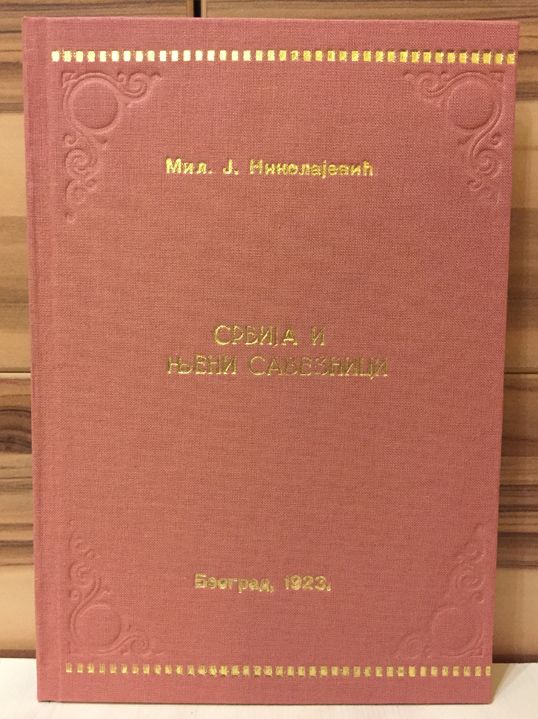 Мил. Ј. Николајевић
СРБИЈА И
ЊЕНИ САВЕЗНИЦИ
Београд, 1923.